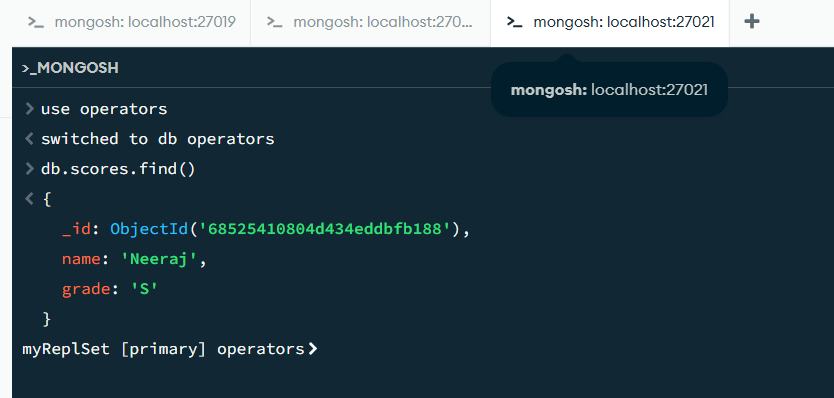 mongosh: localhost:27019
mongosh: localhost:270...
mongosh: localhost:27021
>_MONGOSH
mongosh: localhost:27021
> use operators
< switched to db operators
> db.scores.find()
< {
_id: ObjectId('68525410804d434eddbfb188'),
name: 'Neeraj',
grade: 'S'
}
myReplSet [primary] operators>